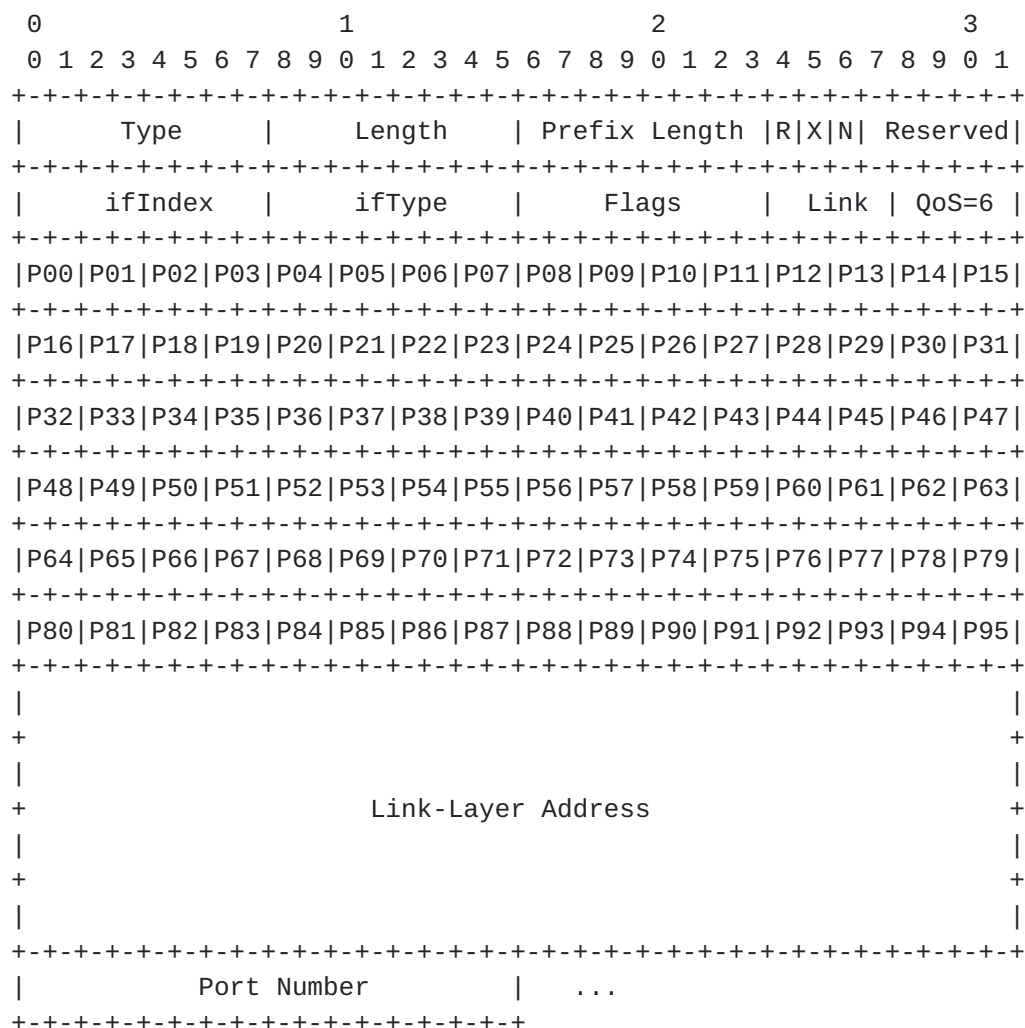 0                   1                   2                   3
 0 1 2 3 4 5 6 7 8 9 0 1 2 3 4 5 6 7 8 9 0 1 2 3 4 5 6 7 8 9 0 1
+-+-+-+-+-+-+-+-+-+-+-+-+-+-+-+-+-+-+-+-+-+-+-+-+-+-+-+-+-+-+-+-+
|      Type     |     Length    | Prefix Length |R|X|N| Reserved|
+-+-+-+-+-+-+-+-+-+-+-+-+-+-+-+-+-+-+-+-+-+-+-+-+-+-+-+-+-+-+-+-+
|     ifIndex   |     ifType    |     Flags     |  Link | QoS=6 |
+-+-+-+-+-+-+-+-+-+-+-+-+-+-+-+-+-+-+-+-+-+-+-+-+-+-+-+-+-+-+-+-+
|P00|P01|P02|P03|P04|P05|P06|P07|P08|P09|P10|P11|P12|P13|P14|P15|
+-+-+-+-+-+-+-+-+-+-+-+-+-+-+-+-+-+-+-+-+-+-+-+-+-+-+-+-+-+-+-+-+
|P16|P17|P18|P19|P20|P21|P22|P23|P24|P25|P26|P27|P28|P29|P30|P31|
+-+-+-+-+-+-+-+-+-+-+-+-+-+-+-+-+-+-+-+-+-+-+-+-+-+-+-+-+-+-+-+-+
|P32|P33|P34|P35|P36|P37|P38|P39|P40|P41|P42|P43|P44|P45|P46|P47|
+-+-+-+-+-+-+-+-+-+-+-+-+-+-+-+-+-+-+-+-+-+-+-+-+-+-+-+-+-+-+-+-+
|P48|P49|P50|P51|P52|P53|P54|P55|P56|P57|P58|P59|P60|P61|P62|P63|
+-+-+-+-+-+-+-+-+-+-+-+-+-+-+-+-+-+-+-+-+-+-+-+-+-+-+-+-+-+-+-+-+
|P64|P65|P66|P67|P68|P69|P70|P71|P72|P73|P74|P75|P76|P77|P78|P79|
+-+-+-+-+-+-+-+-+-+-+-+-+-+-+-+-+-+-+-+-+-+-+-+-+-+-+-+-+-+-+-+-+
|P80|P81|P82|P83|P84|P85|P86|P87|P88|P89|P90|P91|P92|P93|P94|P95|
+-+-+-+-+-+-+-+-+-+-+-+-+-+-+-+-+-+-+-+-+-+-+-+-+-+-+-+-+-+-+-+-+
|                                                               |
+                                                               +
|                                                               |
+                      Link-Layer Address                       +
|                                                               |
+                                                               +
|                                                               |
+-+-+-+-+-+-+-+-+-+-+-+-+-+-+-+-+-+-+-+-+-+-+-+-+-+-+-+-+-+-+-+-+
|           Port Number         |   ...
+-+-+-+-+-+-+-+-+-+-+-+-+-+-+-+-+